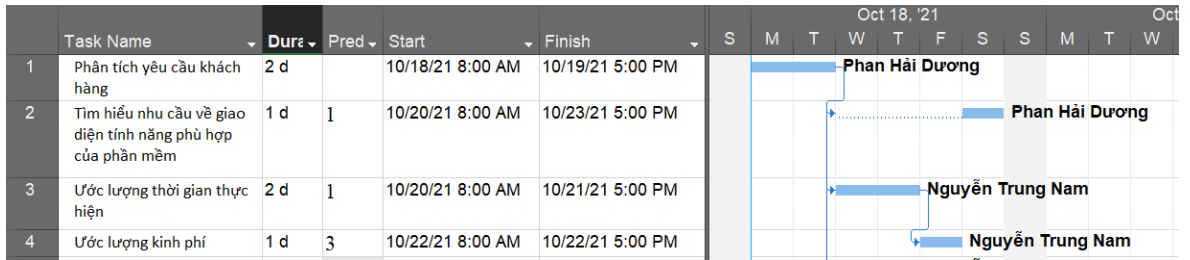 Oct 18, '21 Oct
Task Name Dura Pred Start Finish S M T W T F S S M T W
1 Phân tích yêu cầu khách 2 d 10/18/21 8:00 AM 10/19/21 5:00 PM Phan Hải Dương
hàng
2 Tìm hiểu nhu cầu về giao 1 d 1 10/20/21 8:00 AM 10/23/21 5:00 PM Phan Hải Dương
diện tính năng phù hợp
của phần mềm
3 Ước lượng thời gian thực 2 d 1 10/20/21 8:00 AM 10/21/21 5:00 PM Nguyễn Trung Nam
hiện
4 Ước lượng kinh phí 1 d 3 10/22/21 8:00 AM 10/22/21 5:00 PM Nguyễn Trung Nam